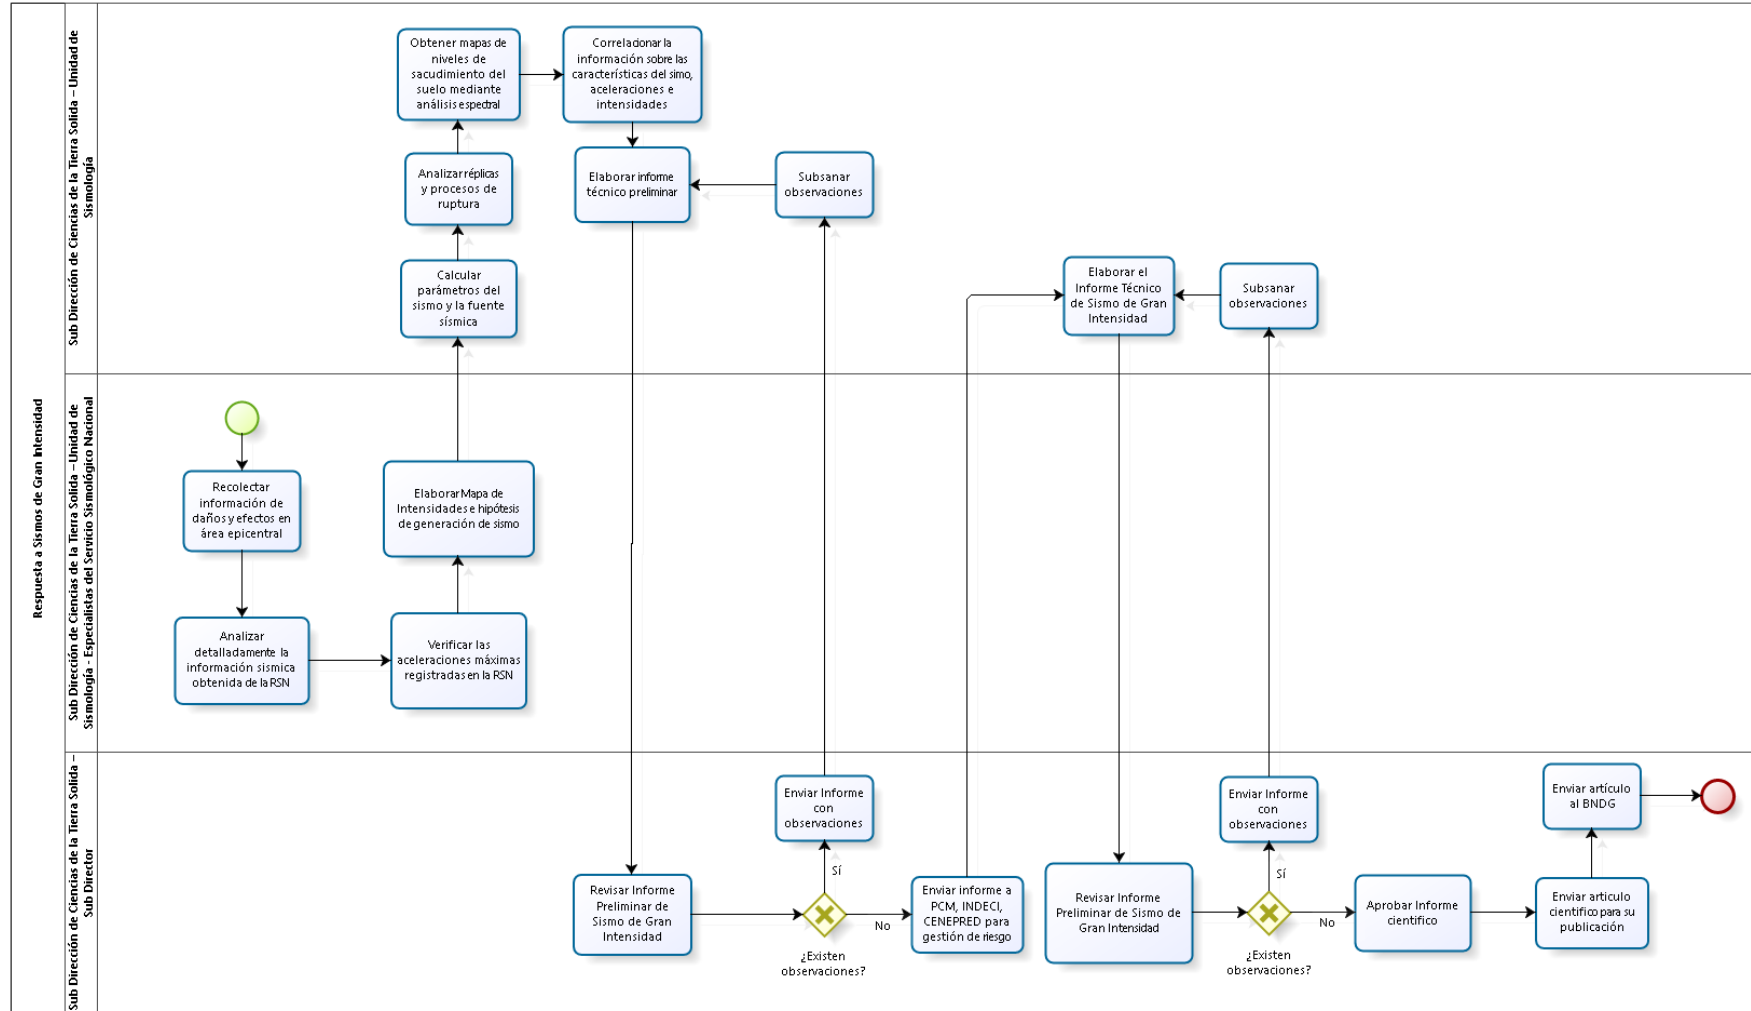 Respuesta a Sismos de Gran Intensidad
Sub Dirección de Ciencias de la Tierra Solida – Unidad de
Sismología
Obtener mapas de
niveles de
sacudimiento del
suelo mediante
análisis espectral
Correlacionar la
información sobre las
características del simo,
aceleraciones e
intensidades
Analizar réplicas
y procesos de
ruptura
Elaborar informe
técnico preliminar
Subsanar
observaciones
Calcular
parámetros del
sismo y la fuente
sísmica
Elaborar el
Informe Técnico
de Sismo de Gran
Intensidad
Subsanar
observaciones
Sub Dirección de Ciencias de la Tierra Solida – Unidad de
Sismología - Especialistas del Servicio Sismológico Nacional
Recolectar
información de
daños y efectos en
área epicentral
Elaborar Mapa de
Intensidades e hipótesis
de generación de sismo
Analizar
detalladamente la
información sismica
obtenida de la RSN
Verificar las
aceleraciones máximas
registradas en la RSN
Sub Dirección de Ciencias de la Tierra Solida –
Sub Director
Enviar Informe
con
observaciones
Sí
Revisar Informe
Preliminar de
Sismo de Gran
Intensidad
¿Existen
observaciones?
No
Enviar informe a
PCM, INDECI,
CENEPRED para
gestión de riesgo
Revisar Informe
Preliminar de Sismo de
Gran Intensidad
Enviar Informe
con
observaciones
Sí
¿Existen
observaciones?
No
Aprobar Informe
cientifico
Enviar articulo
cientifico para su
publicación
Enviar artículo
al BNDG